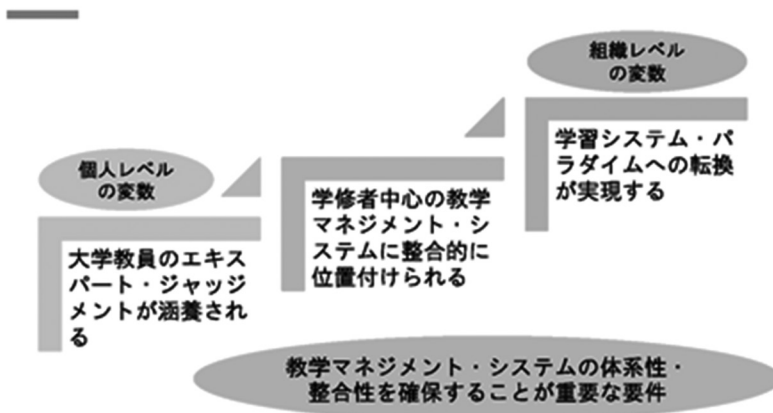 組織レベル
の変数
学習システム・パ
ラダイムへの転換
が実現する
個人レベル
の変数
学修者中心の教学
マネジメント・シ
ステムに整合的に
位置付けられる
大学教員のエキス
パート・ジャッジ
メントが涵養され
る
教学マネジメント・システムの体系性・
整合性を確保することが重要な要件